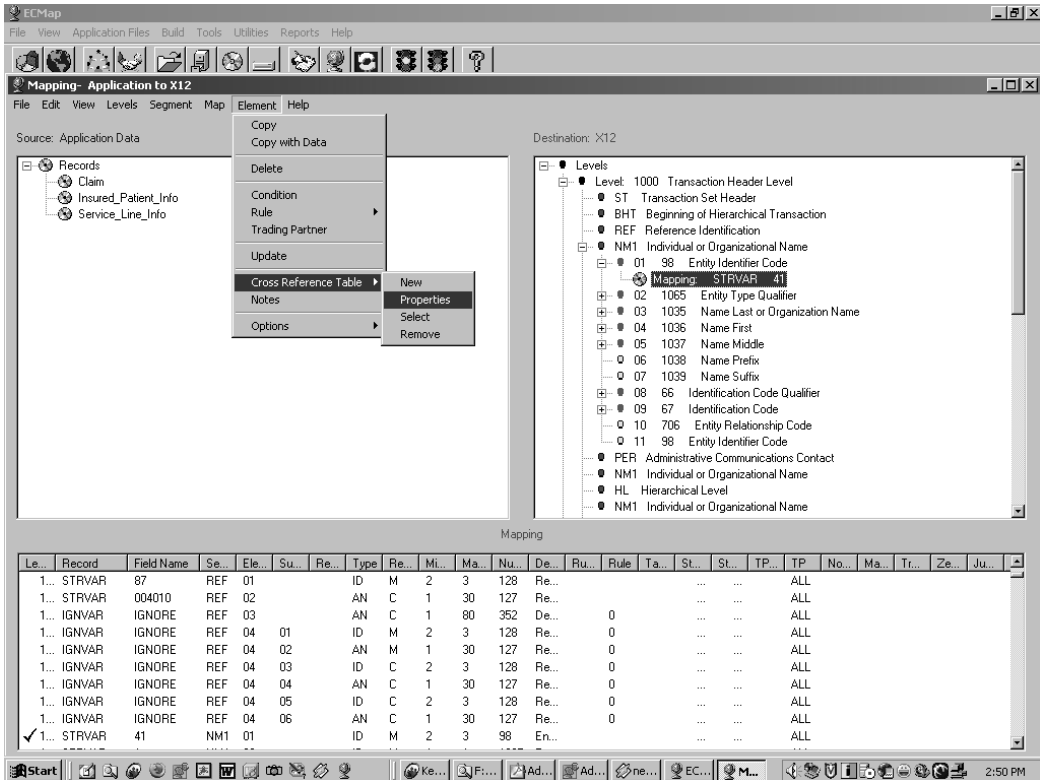 ECMap
File View Application Files Build Tools Utilities Reports Help
Mapping- Application to X12
File Edit View Levels Segment Map Element Help
Source: Application Data
Destination: X12
Records
Claim
Insured_Patient_Info
Service_Line_Info
Copy
Copy with Data
Delete
Condition
Rule
Trading Partner
Update
Cross Reference Table
Notes
Options
New
Properties
Select
Remove
Levels
Level: 1000 Transaction Header Level
ST Transaction Set Header
BHT Beginning of Hierarchical Transaction
REF Reference Identification
NM1 Individual or Organizational Name
01 98 Entity Identifier Code
Mapping: STRVAR 41
02 1065 Entity Type Qualifier
03 1035 Name Last or Organization Name
04 1036 Name First
05 1037 Name Middle
06 1038 Name Prefix
07 1039 Name Suffix
08 66 Identification Code Qualifier
09 67 Identification Code
10 706 Entity Relationship Code
11 98 Entity Identifier Code
PER Administrative Communications Contact
NM1 Individual or Organizational Name
HL Hierarchical Level
NM1 Individual or Organizational Name
Mapping
Le... Record Field Name Se... Ele... Su... Re... Type Re... Mi... Ma... Nu... De... Ru... Rule Ta... St... St... TP... TP No... Ma... Tr... Ze... Ju...
1... STRVAR 87 REF 01 ID M 2 3 128 Re... ... ... ALL
1... STRVAR 004010 REF 02 AN C 1 30 127 Re... ... ... ALL
1... IGNVAR IGNORE REF 03 AN C 1 80 352 De... 0 ... ... ALL
1... IGNVAR IGNORE REF 04 01 ID M 2 3 128 Re... 0 ... ... ALL
1... IGNVAR IGNORE REF 04 02 AN M 1 30 127 Re... 0 ... ... ALL
1... IGNVAR IGNORE REF 04 03 ID C 2 3 128 Re... 0 ... ... ALL
1... IGNVAR IGNORE REF 04 04 AN C 1 30 127 Re... 0 ... ... ALL
1... IGNVAR IGNORE REF 04 05 ID C 2 3 128 Re... 0 ... ... ALL
1... IGNVAR IGNORE REF 04 06 AN C 1 30 127 Re... 0 ... ... ALL
1... STRVAR 41 NM1 01 ID M 2 3 98 En... ... ... ALL
Start Ke... F:... Ad... Ad... ne... EC... M... 2:50 PM